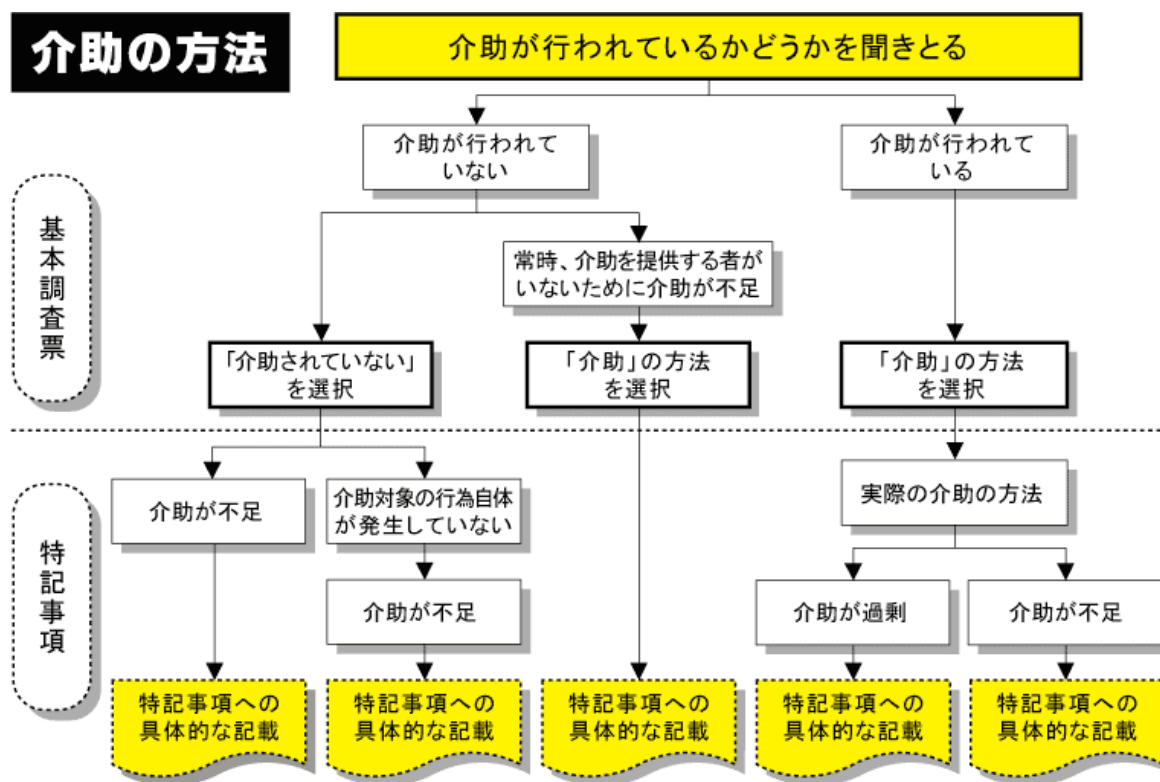 介助の方法
介助が行われているかどうかを聞きとる
介助が行われて
いない
介助が行われて
いる
基本調査票
常時、介助を提供する者が
いないために介助が不足
「介助されていない」
を選択
「介助」の方法
を選択
「介助」の方法
を選択
特記事項
介助が不足
介助対象の行為自体
が発生していない
実際の介助の方法
介助が不足
介助が過剰
介助が不足
特記事項への
具体的な記載
特記事項への
具体的な記載
特記事項への
具体的な記載
特記事項への
具体的な記載
特記事項への
具体的な記載